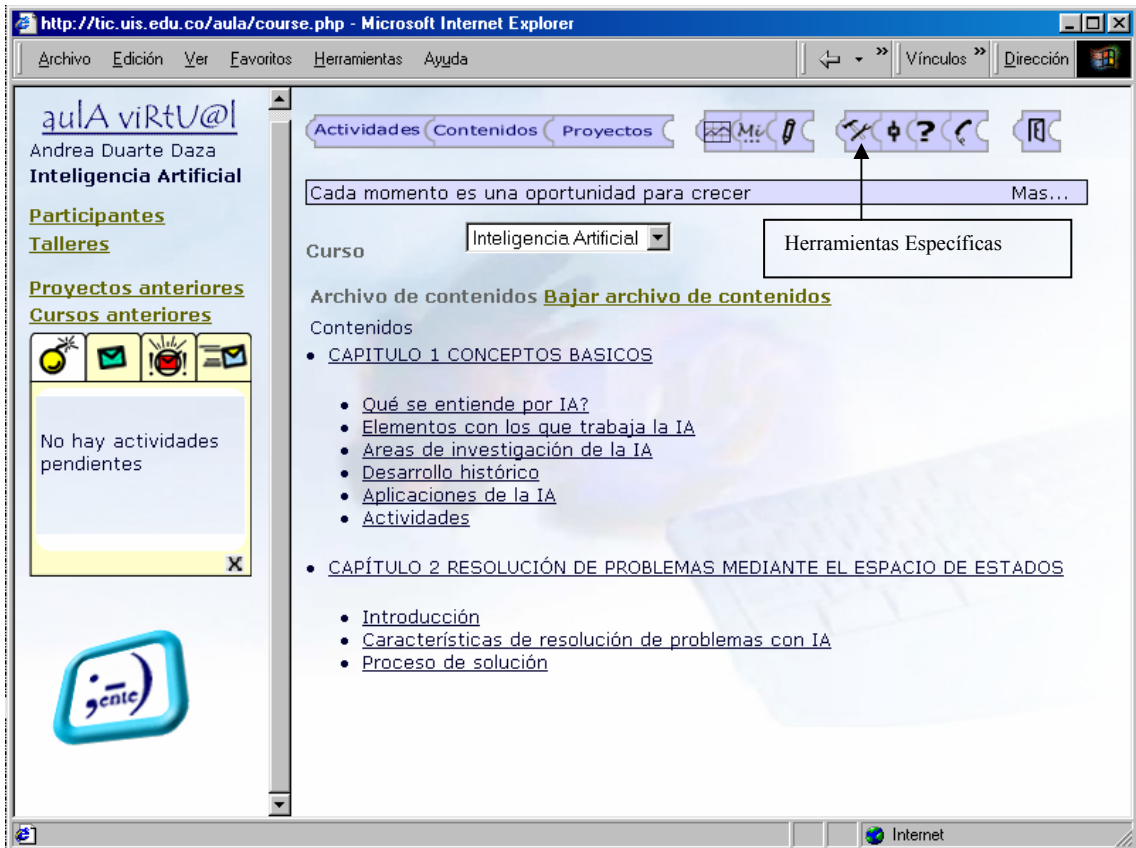 http://tic.uis.edu.co/aula/course.php - Microsoft Internet Explorer
Archivo Edición Ver Favoritos Herramientas Ayuda » Vínculos » Dirección
aulA viRtU@l
Andrea Duarte Daza
Inteligencia Artificial
Participantes
Talleres
Proyectos anteriores
Cursos anteriores
No hay actividades
pendientes
X
;ente)
Actividades Contenidos Proyectos Mi ?
Cada momento es una oportunidad para crecer Mas...
Curso Inteligencia Artificial
Herramientas Específicas
Archivo de contenidos Bajar archivo de contenidos
Contenidos
• CAPITULO 1 CONCEPTOS BASICOS
• Qué se entiende por IA?
• Elementos con los que trabaja la IA
• Areas de investigación de la IA
• Desarrollo histórico
• Aplicaciones de la IA
• Actividades
• CAPÍTULO 2 RESOLUCIÓN DE PROBLEMAS MEDIANTE EL ESPACIO DE ESTADOS
• Introducción
• Características de resolución de problemas con IA
• Proceso de solución
Internet